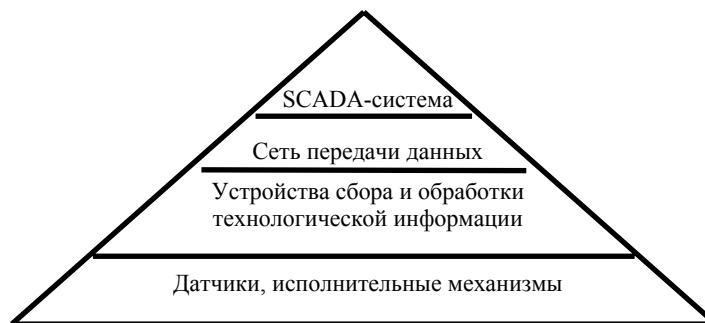 SCADA-система
Сеть передачи данных
Устройства сбора и обработки
технологической информации
Датчики, исполнительные механизмы